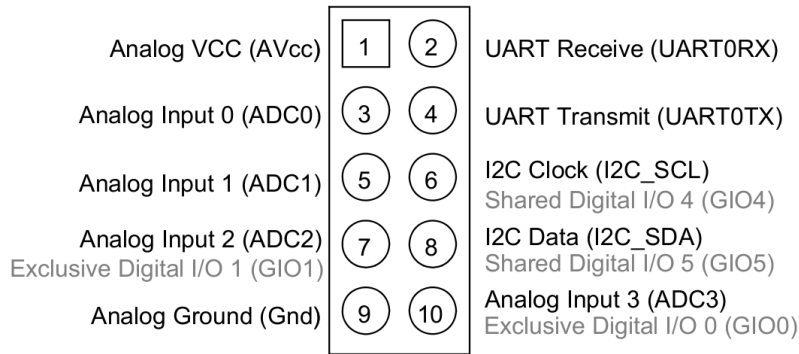 Analog VCC (AVcc) 1 2 UART Receive (UART0RX)
Analog Input 0 (ADC0) 3 4 UART Transmit (UART0TX)
Analog Input 1 (ADC1) 5 6 I2C Clock (I2C_SCL)
Shared Digital I/O 4 (GIO4)
Analog Input 2 (ADC2) 7 8 I2C Data (I2C_SDA)
Exclusive Digital I/O 1 (GIO1) Shared Digital I/O 5 (GIO5)
Analog Ground (Gnd) 9 10 Analog Input 3 (ADC3)
Exclusive Digital I/O 0 (GIO0)